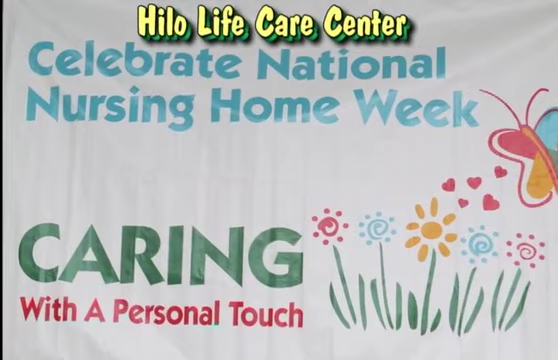 Hilo Life Care Center
Celebrate National
Nursing Home Week
CARING
With A Personal Touch